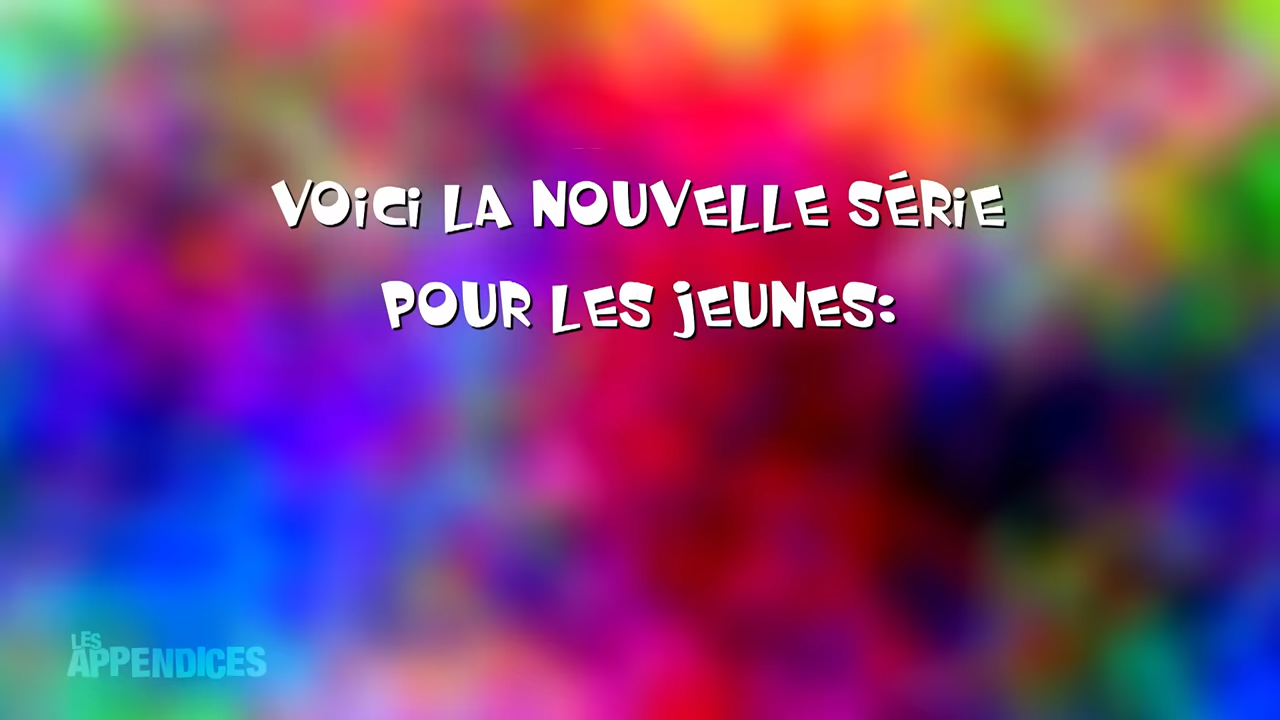 VOICI LA NOUVELLE SÉRIE
POUR LES JEUNES:
LES
APPENDICES